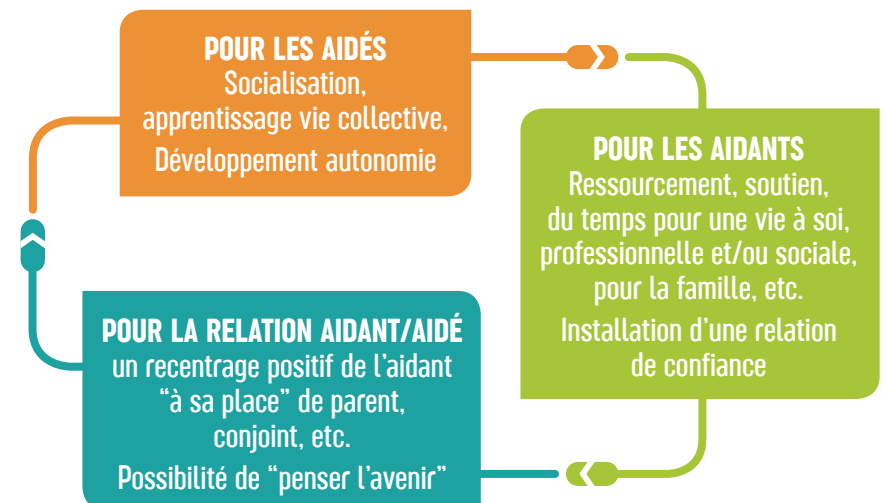 POUR LES AIDÉS
Socialisation,
apprentissage vie collective,
Développement autonomie
POUR LES AIDANTS
Ressourcement, soutien,
du temps pour une vie à soi,
professionnelle et/ou sociale,
pour la famille, etc.
Installation d’une relation
de confiance
POUR LA RELATION AIDANT/AIDÉ
un recentrage positif de l’aidant
“à sa place” de parent,
conjoint, etc.
Possibilité de “penser l’avenir”